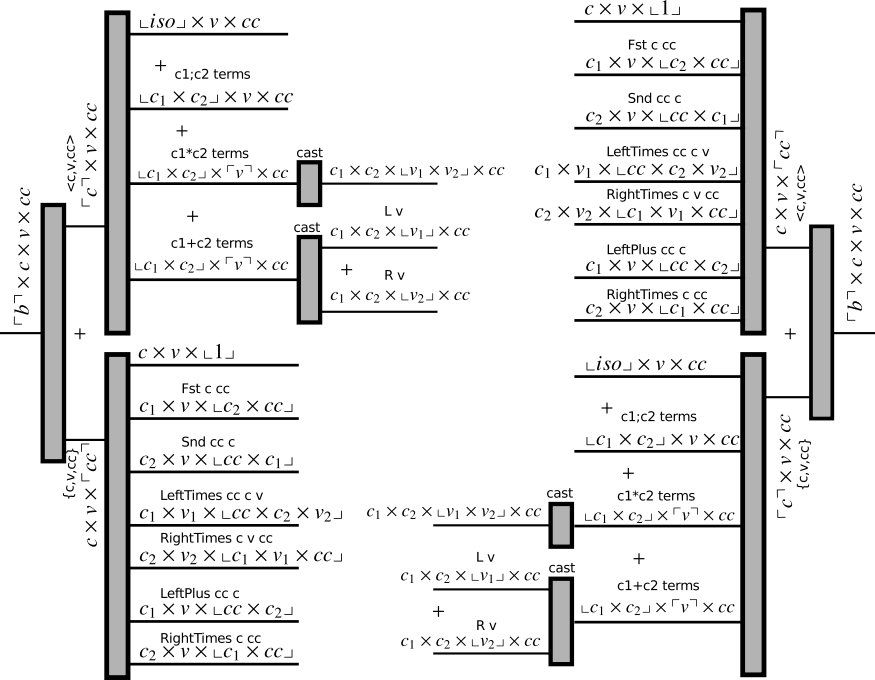 ⌞iso⌟ × v × cc
+
c1;c2 terms
⌞c₁ × c₂⌟ × v × cc
+
c1*c2 terms
⌞c₁ × c₂⌟ × ⌜v⌝ × cc
cast
c₁ × c₂ × ⌞v₁ × v₂⌟ × cc
+
c1+c2 terms
⌞c₁ × c₂⌟ × ⌜v⌝ × cc
cast
L v
c₁ × c₂ × ⌞v₁⌟ × cc
+
R v
c₁ × c₂ × ⌞v₂⌟ × cc
<c,v,cc>
⌜c⌝ × v × cc
⌜b⌝ × c × v × cc
+
{c,v,cc}
c × v × ⌜cc⌝
c × v × ⌞1⌟
Fst c cc
c₁ × v × ⌞c₂ × cc⌟
Snd cc c
c₂ × v × ⌞cc × c₁⌟
LeftTimes cc c v
c₁ × v₁ × ⌞cc × c₂ × v₂⌟
RightTimes c v cc
c₂ × v₂ × ⌞c₁ × v₁ × cc⌟
LeftPlus cc c
c₁ × v × ⌞cc × c₂⌟
RightTimes c cc
c₂ × v × ⌞c₁ × cc⌟
c × v × ⌞1⌟
Fst c cc
c₁ × v × ⌞c₂ × cc⌟
Snd cc c
c₂ × v × ⌞cc × c₁⌟
LeftTimes cc c v
c₁ × v₁ × ⌞cc × c₂ × v₂⌟
RightTimes c v cc
c₂ × v₂ × ⌞c₁ × v₁ × cc⌟
LeftPlus cc c
c₁ × v × ⌞cc × c₂⌟
RightTimes c cc
c₂ × v × ⌞c₁ × cc⌟
c × v × ⌜cc⌝
<c,v,cc>
⌜b⌝ × c × v × cc
+
⌜c⌝ × v × cc
{c,v,cc}
⌞iso⌟ × v × cc
+
c1;c2 terms
⌞c₁ × c₂⌟ × v × cc
+
c1*c2 terms
⌞c₁ × c₂⌟ × ⌜v⌝ × cc
cast
c₁ × c₂ × ⌞v₁ × v₂⌟ × cc
+
c1+c2 terms
⌞c₁ × c₂⌟ × ⌜v⌝ × cc
cast
L v
c₁ × c₂ × ⌞v₁⌟ × cc
+
R v
c₁ × c₂ × ⌞v₂⌟ × cc